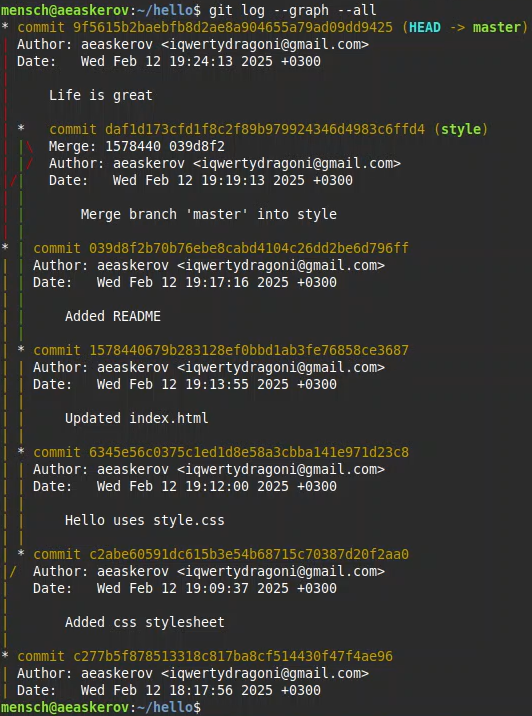 mensch@aeaskerov:~/hello$ git log --graph --all
* commit 9f5615b2baebfb8d2ae8a904655a79ad09dd9425 (HEAD -> master)
| Author: aeaskerov <iqwertydragoni@gmail.com>
| Date:   Wed Feb 12 19:24:13 2025 +0300
|
|     Life is great
|
| *   commit daf1d173cfd1f8c2f89b979924346d4983c6ffd4 (style)
| |\  Merge: 1578440 039d8f2
| |/  Author: aeaskerov <iqwertydragoni@gmail.com>
|/|   Date:   Wed Feb 12 19:19:13 2025 +0300
| |
| |       Merge branch 'master' into style
| |
* | commit 039d8f2b70b76ebe8cabd4104c26dd2be6d796ff
| | Author: aeaskerov <iqwertydragoni@gmail.com>
| | Date:   Wed Feb 12 19:17:16 2025 +0300
| |
| |     Added README
| |
| * commit 1578440679b283128ef0bbd1ab3fe76858ce3687
| | Author: aeaskerov <iqwertydragoni@gmail.com>
| | Date:   Wed Feb 12 19:13:55 2025 +0300
| |
| |     Updated index.html
| |
| * commit 6345e56c0375c1ed1d8e58a3cbba141e971d23c8
| | Author: aeaskerov <iqwertydragoni@gmail.com>
| | Date:   Wed Feb 12 19:12:00 2025 +0300
| |
| |     Hello uses style.css
| |
| * commit c2abe60591dc615b3e54b68715c70387d20f2aa0
|/  Author: aeaskerov <iqwertydragoni@gmail.com>
|   Date:   Wed Feb 12 19:09:37 2025 +0300
|
|       Added css stylesheet
|
* commit c277b5f878513318c817ba8cf514430f47f4ae96
| Author: aeaskerov <iqwertydragoni@gmail.com>
| Date:   Wed Feb 12 18:17:56 2025 +0300
mensch@aeaskerov:~/hello$